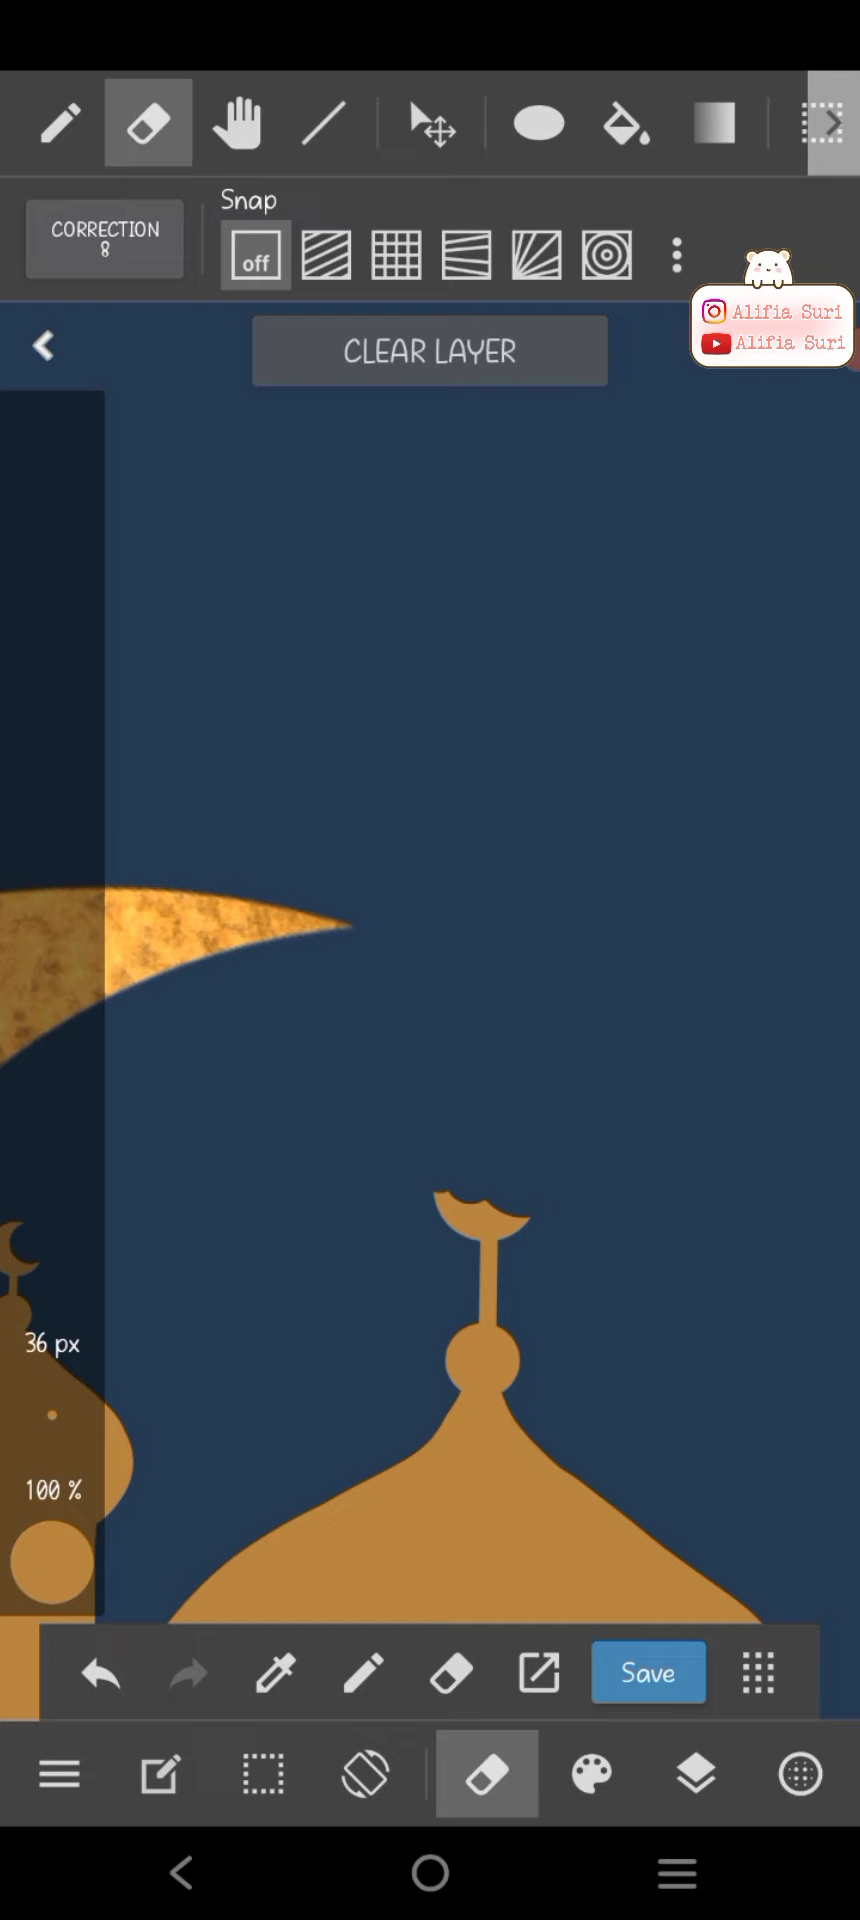 Snap
CORRECTION
8
off
Alifia Suri
Alifia Suri
CLEAR LAYER
36 px
100 %
Save